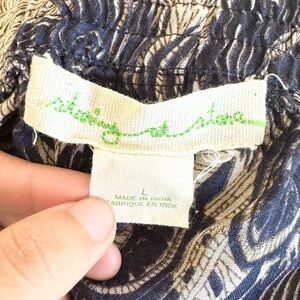 staring at stars
L
MADE IN INDIA
FABRIQUE EN INDE